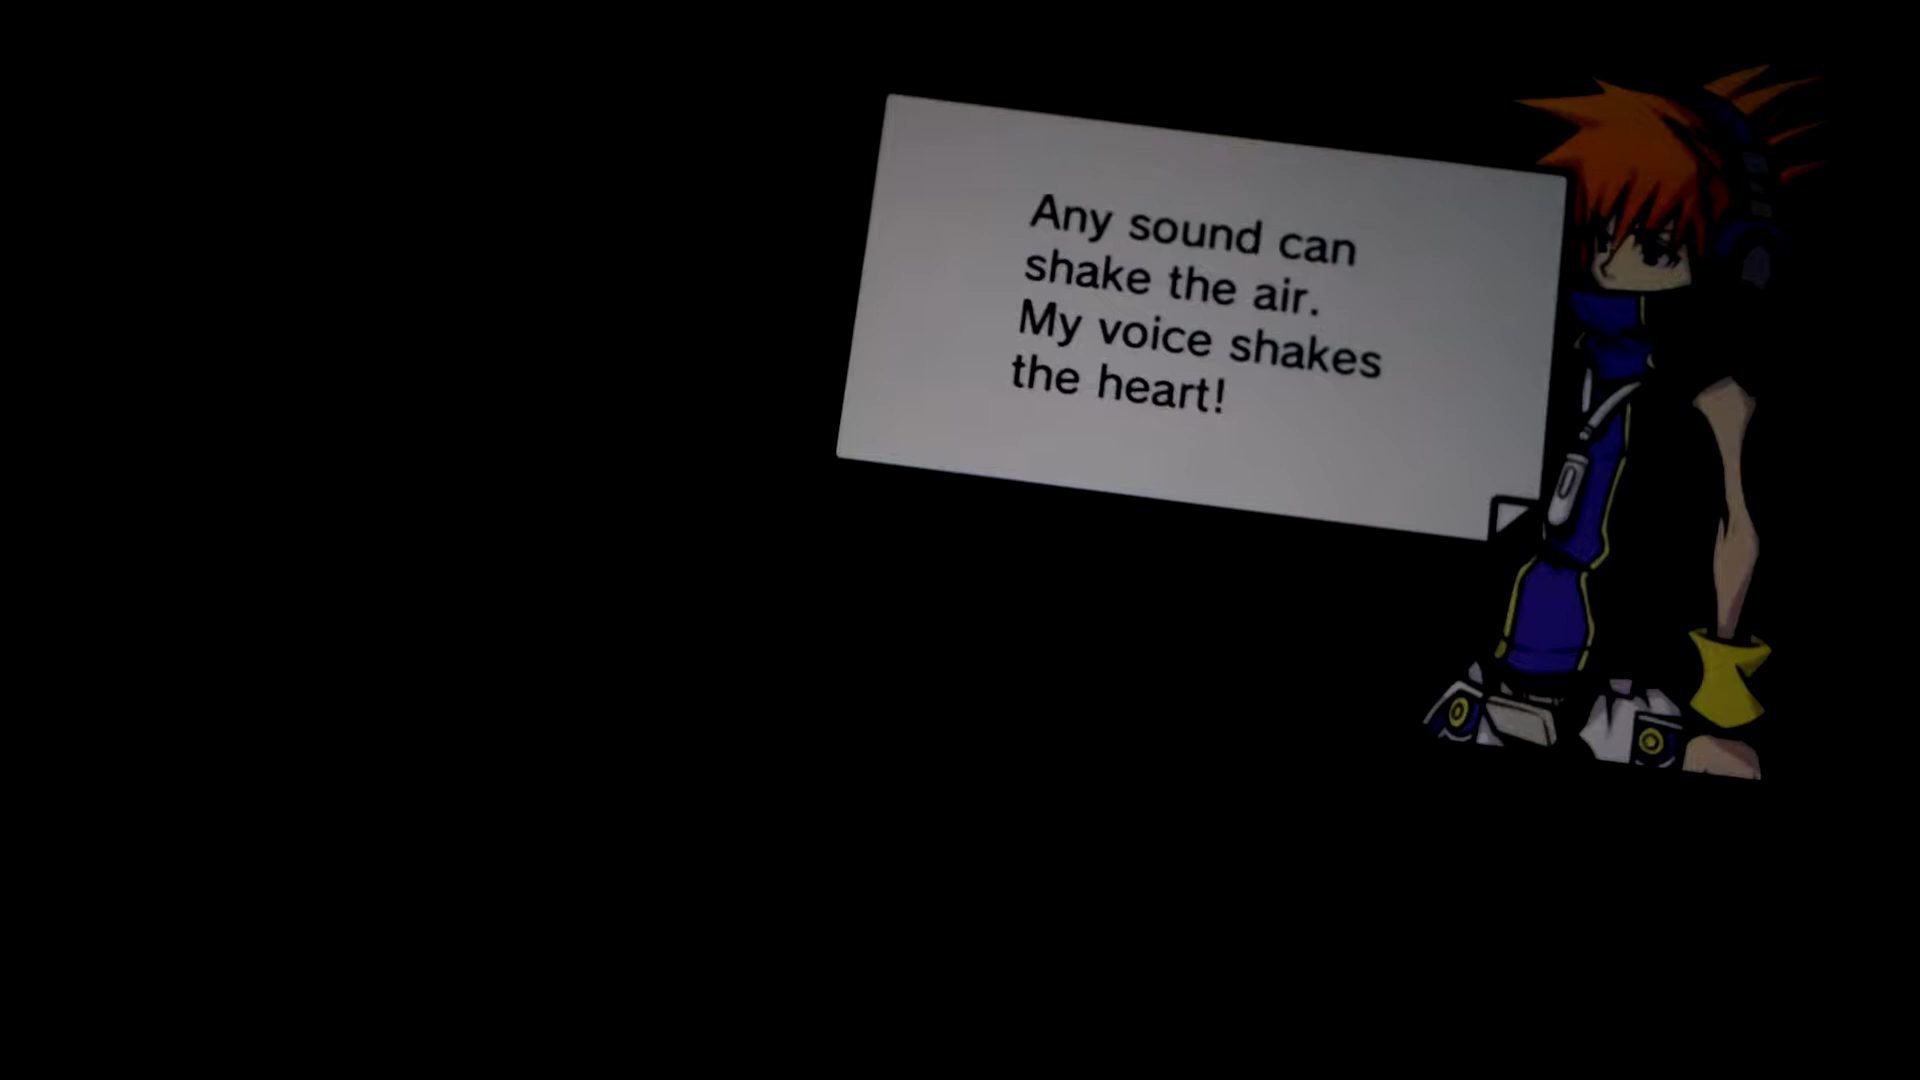 Any sound can
shake the air.
My voice shakes
the heart!